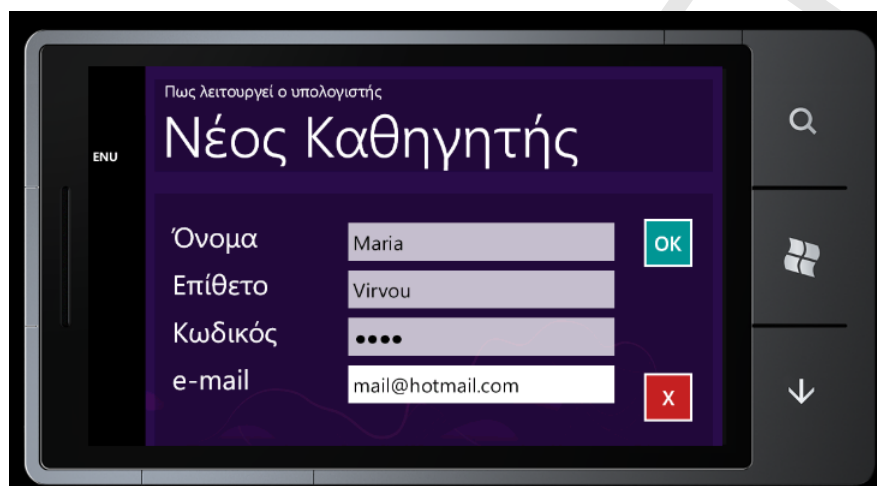 Πως λειτουργεί ο υπολογιστής
Νέος Καθηγητής
ENU
Όνομα Maria OK
Επίθετο Virvou
Κωδικός ••••
e-mail mail@hotmail.com X